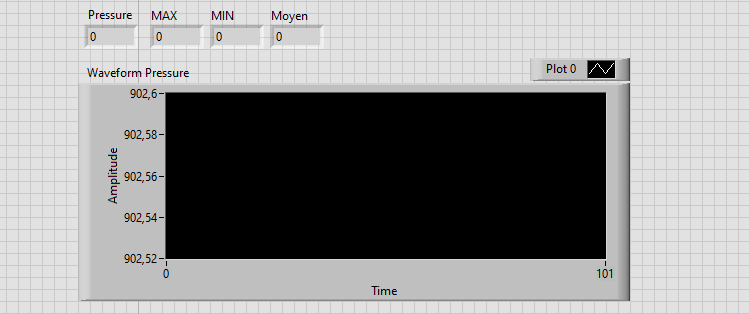 Pressure MAX MIN Moyen
0 0 0 0
Waveform Pressure
Plot 0
902,6
902,58
902,56
902,54
902,52
Amplitude
0 101
Time